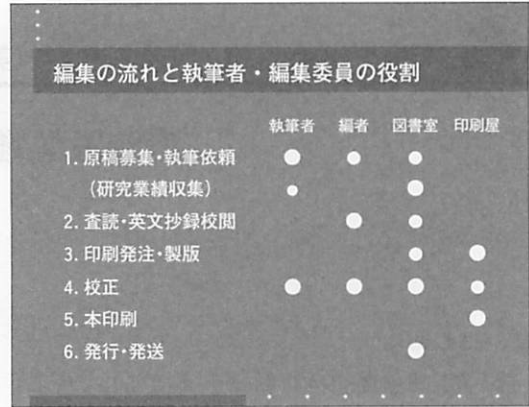 編集の流れと執筆者・編集委員の役割
執筆者 編者 図書室 印刷屋
1. 原稿募集・執筆依頼 ● ● ●
(研究業績収集) ● ●
2. 査読・英文抄録校閲 ● ●
3. 印刷発注・製版 ● ●
4. 校正 ● ● ● ●
5. 本印刷 ●
6. 発行・発送 ●